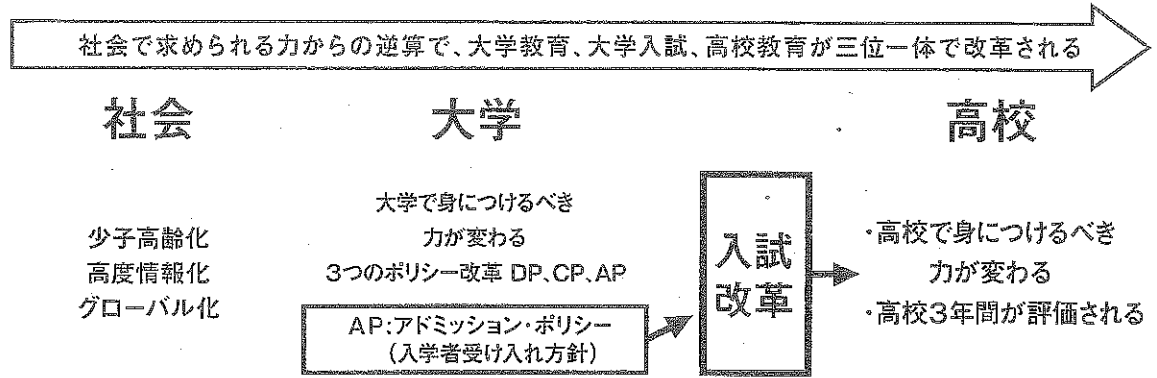 社会で求められる力からの逆算で、大学教育、大学入試、高校教育が三位一体で改革される
社会
大学
高校
少子高齢化
高度情報化
グローバル化
大学で身につけるべき
力が変わる
3つのポリシー改革 DP、CP、AP
AP:アドミッション・ポリシー
(入学者受け入れ方針)
入試
改革
・高校で身につけるべき
力が変わる
・高校3年間が評価される